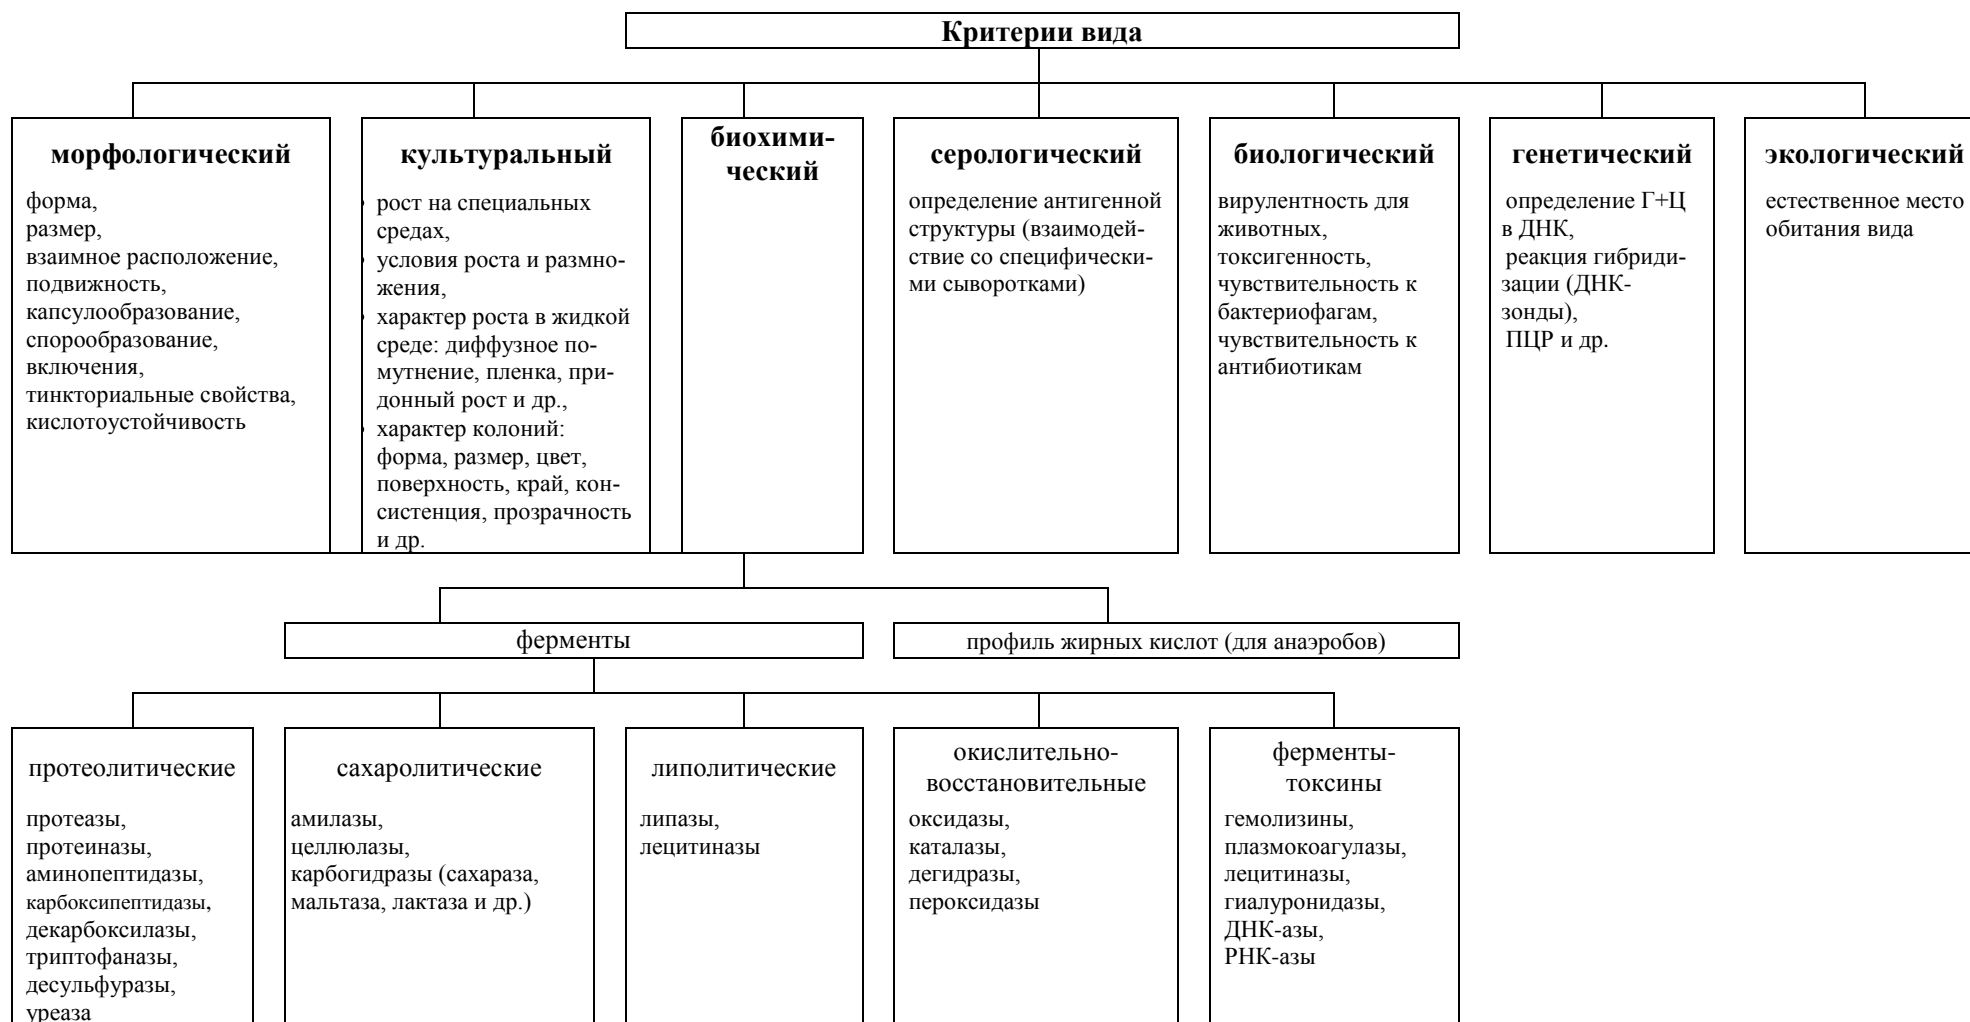 Критерии вида
морфологический
форма,
размер,
взаимное расположение,
подвижность,
капсулообразование,
спорообразование,
включения,
тинкториальные свойства,
кислотоустойчивость
культуральный
• рост на специальных
средах,
• условия роста и размно-
жения,
• характер роста в жидкой
среде: диффузное по-
мутнение, пленка, при-
донный рост и др.,
• характер колоний:
форма, размер, цвет,
поверхность, край, кон-
систенция, прозрачность
и др.
биохими-
ческий
серологический
определение антигенной
структуры (взаимодей-
ствие со специфически-
ми сыворотками)
биологический
вирулентность для
животных,
токсигенность,
чувствительность к
бактериофагам,
чувствительность к
антибиотикам
генетический
определение Г+Ц
в ДНК,
реакция гибриди-
зации (ДНК-
зонды),
ПЦР и др.
экологический
естественное место
обитания вида
ферменты
профиль жирных кислот (для анаэробов)
протеолитические
протеазы,
протеиназы,
аминопептидазы,
карбоксипептидазы,
декарбоксилазы,
триптофаназы,
десульфуразы,
уреаза
сахаролитические
амилазы,
целлюлазы,
карбогидразы (сахараза,
мальтаза, лактаза и др.)
липолитические
липазы,
лецитиназы
окислительно-
восстановительные
оксидазы,
каталазы,
дегидразы,
пероксидазы
ферменты-
токсины
гемолизины,
плазмокоагулазы,
лецитиназы,
гиалуронидазы,
ДНК-азы,
РНК-азы